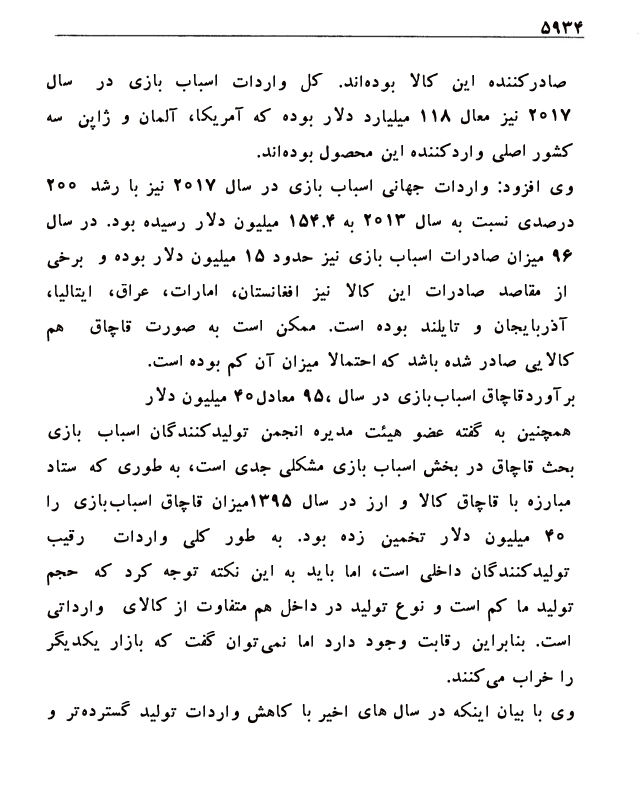 ۵۹۳۴
صادرکننده این کالا بوده‌اند. کل واردات اسباب بازی در سال
۲۰۱۷ نیز معال ۱۱۸ میلیارد دلار بوده که آمریکا، آلمان و ژاپن سه
کشور اصلی واردکننده این محصول بوده‌اند.
وی افزود: واردات جهانی اسباب بازی در سال ۲۰۱۷ نیز با رشد ۲۰۰
درصدی نسبت به سال ۲۰۱۳ به ۱۵۴.۴ میلیون دلار رسیده بود. در سال
۹۶ میزان صادرات اسباب بازی نیز حدود ۱۵ میلیون دلار بوده و برخی
از مقاصد صادرات این کالا نیز افغانستان، امارات، عراق، ایتالیا،
آذربایجان و تایلند بوده است. ممکن است به صورت قاچاق هم
کالایی صادر شده باشد که احتمالا میزان آن کم بوده است.
برآوردقاچاق اسباب‌بازی در سال ،۹۵ معادل۴۰ میلیون دلار
همچنین به گفته عضو هیئت مدیره انجمن تولیدکنندگان اسباب بازی
بحث قاچاق در بخش اسباب بازی مشکلی جدی است، به طوری که ستاد
مبارزه با قاچاق کالا و ارز در سال ۱۳۹۵میزان قاچاق اسباب‌بازی را
۴۰ میلیون دلار تخمین زده بود. به طور کلی واردات رقیب
تولیدکنندگان داخلی است، اما باید به این نکته توجه کرد که حجم
تولید ما کم است و نوع تولید در داخل هم متفاوت از کالای وارداتی
است. بنابراین رقابت وجود دارد اما نمی‌توان گفت که بازار یکدیگر
را خراب می‌کنند.
وی با بیان اینکه در سال های اخیر با کاهش واردات تولید گسترده‌تر و